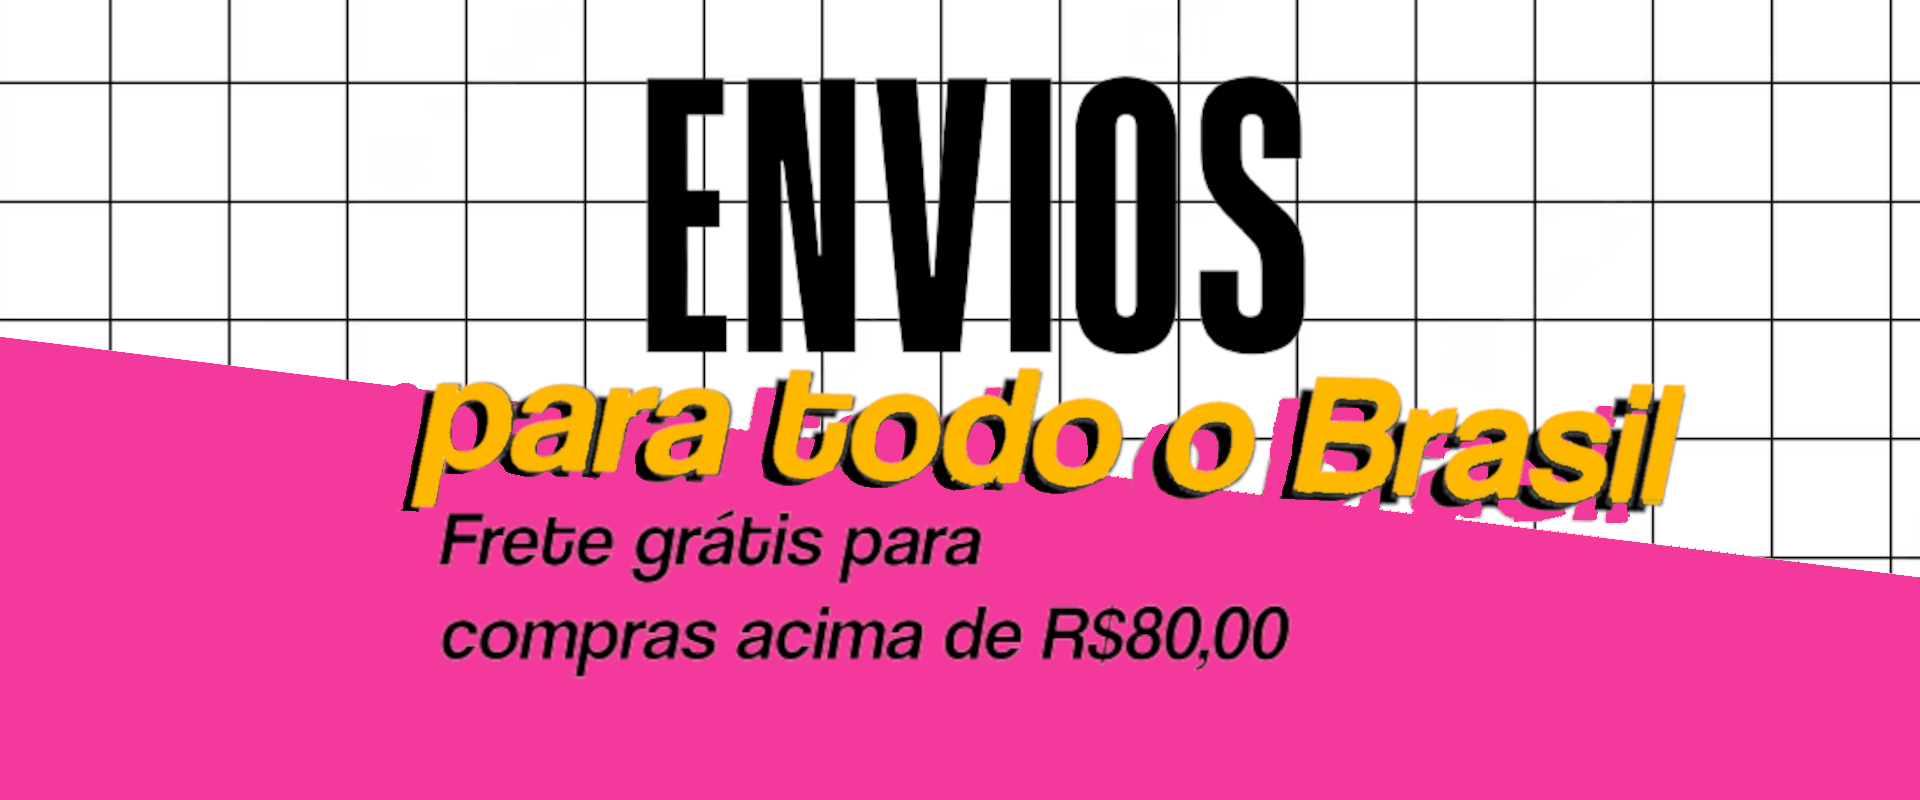 ENVIOS
para todo o Brasil
Frete grátis para
compras acima de R$80,00